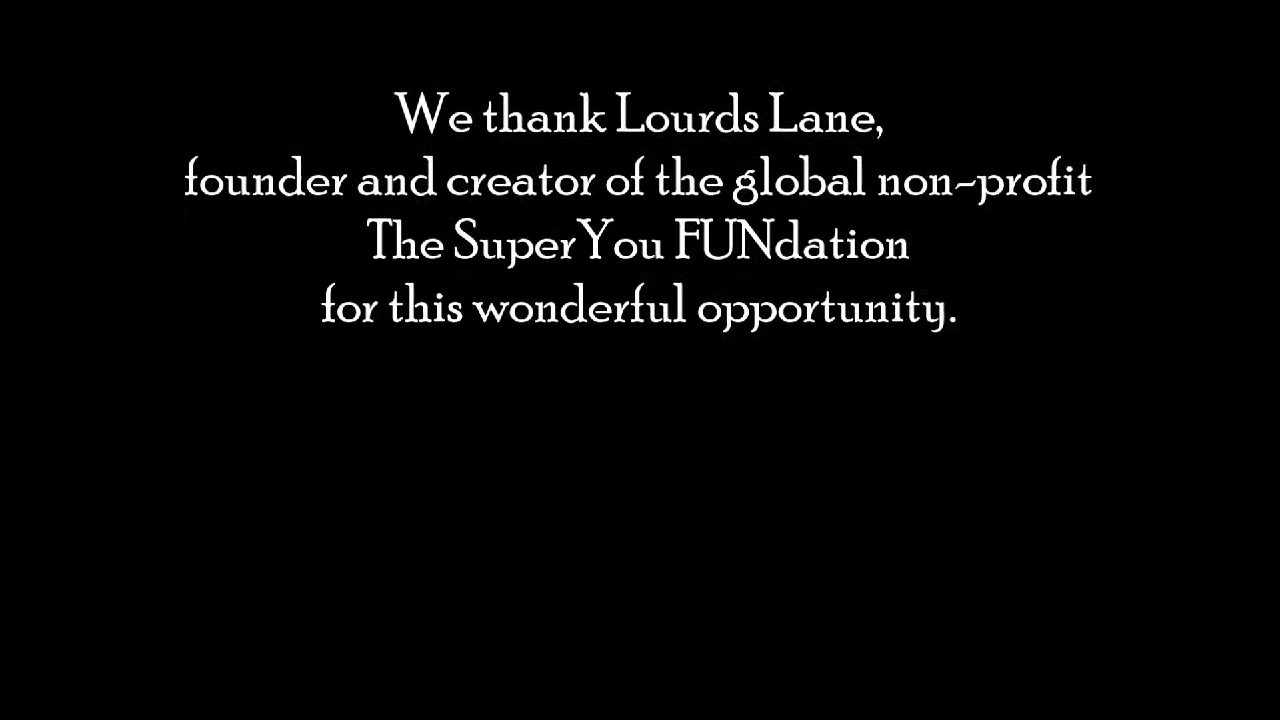 We thank Lourds Lane,
founder and creator of the global non-profit
The SuperYou FUNdation
for this wonderful opportunity.